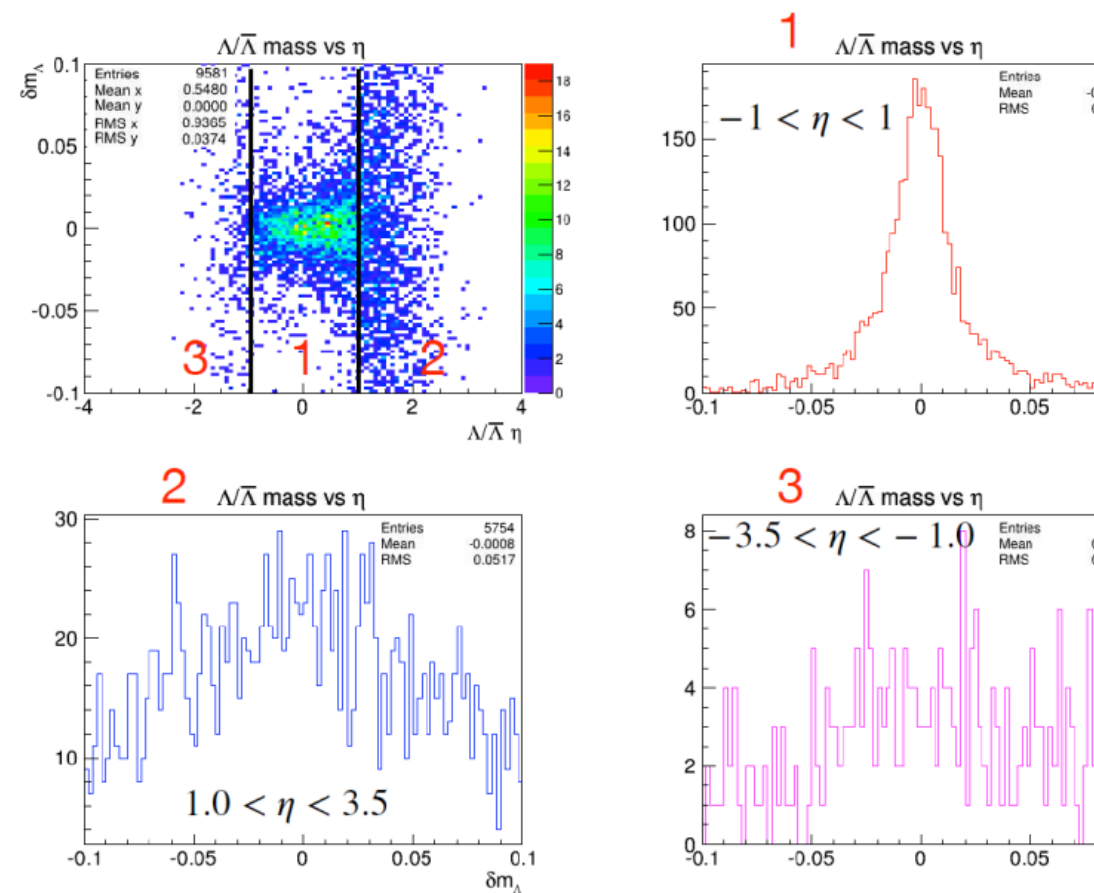 1
Λ/Λ̅ mass vs η
Entries 9581
Mean x 0.5480
Mean y 0.0000
RMS x 0.9365
RMS y 0.0374
δm_Λ
0.1
0.05
0
-0.05
-0.1
3 1 2
-4 -2 0 2 4
Λ/Λ̅ η
18
16
14
12
10
8
6
4
2
0
Λ/Λ̅ mass vs η
−1 < η < 1
Entries
Mean
RMS
150
100
50
0
-0.1 -0.05 0 0.05
2
Λ/Λ̅ mass vs η
Entries 5754
Mean -0.0008
RMS 0.0517
30
20
10
1.0 < η < 3.5
-0.1 -0.05 0 0.05 0.1
δm_Λ
3
Λ/Λ̅ mass vs η
−3.5 < η < − 1.0
Entries
Mean
RMS
8
6
4
2
0
-0.1 -0.05 0 0.05